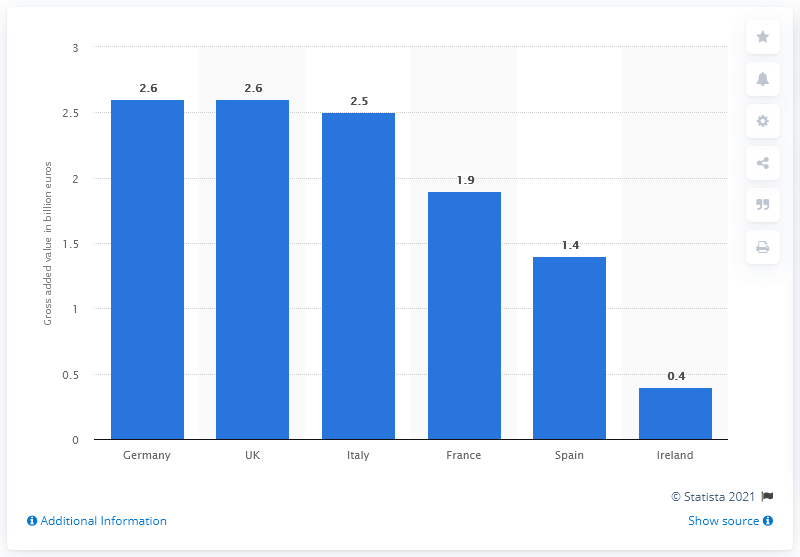 Gross added value in billion euros
3
2.5
2
1.5
1
0.5
0
2.6
2.6
2.5
1.9
1.4
0.4
Germany
UK
Italy
France
Spain
Ireland
© Statista 2021
Additional Information
Show source